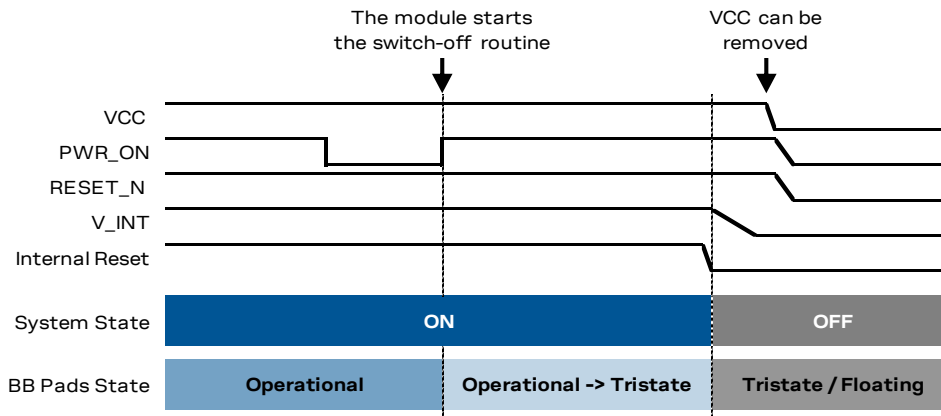 The module starts
the switch-off routine
VCC can be
removed
VCC
PWR_ON
RESET_N
V_INT
Internal Reset
System State
ON
OFF
BB Pads State
Operational
Operational -> Tristate
Tristate / Floating